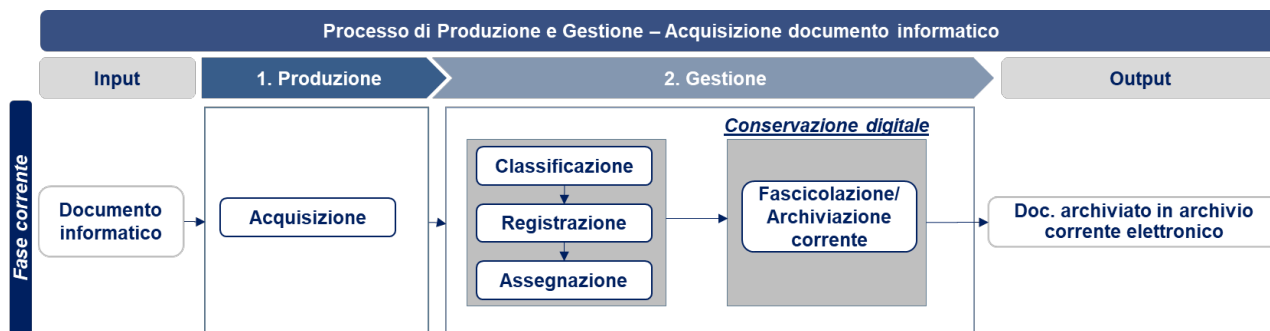 Processo di Produzione e Gestione – Acquisizione documento informatico
Input
1. Produzione
2. Gestione
Output
Fase corrente
Documento
informatico
Acquisizione
Classificazione
Registrazione
Assegnazione
Conservazione digitale
Fascicolazione/
Archiviazione
corrente
Doc. archiviato in archivio
corrente elettronico